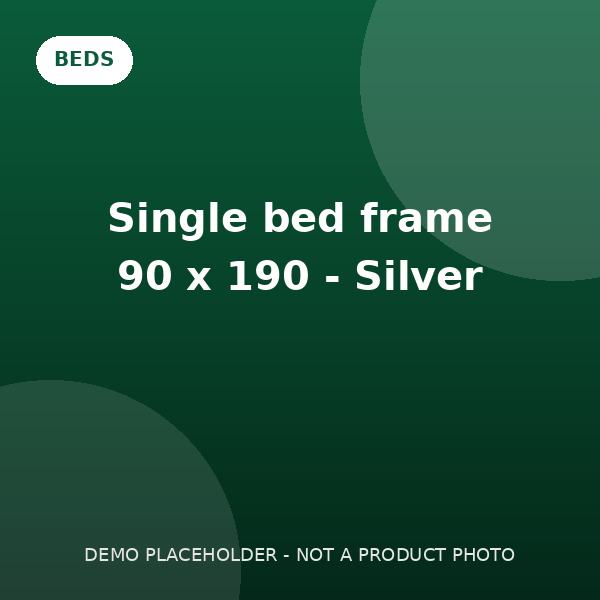 BEDS
Single bed frame
90 x 190 - Silver
DEMO PLACEHOLDER - NOT A PRODUCT PHOTO